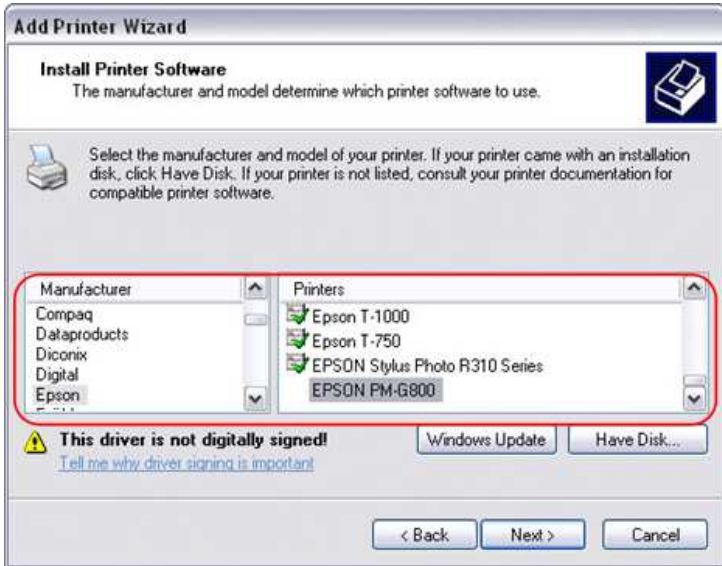 Add Printer Wizard
Install Printer Software
The manufacturer and model determine which printer software to use.
Select the manufacturer and model of your printer. If your printer came with an installation
disk, click Have Disk. If your printer is not listed, consult your printer documentation for
compatible printer software.
Manufacturer
Compaq
Dataproducts
Diconix
Digital
Epson
Printers
Epson T-1000
Epson T-750
EPSON Stylus Photo R310 Series
EPSON PM-G800
This driver is not digitally signed!
Tell me why driver signing is important
Windows Update
Have Disk...
< Back
Next >
Cancel